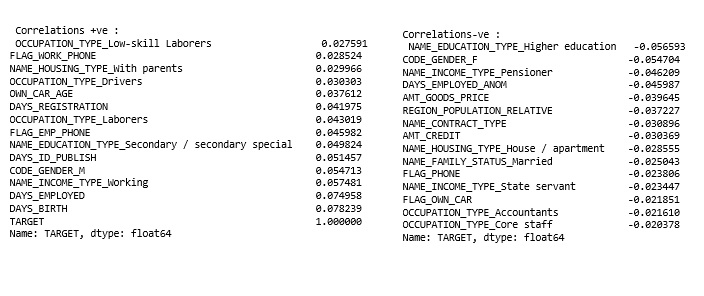 Correlations +ve :
OCCUPATION_TYPE_Low-skill Laborers 0.027591
FLAG_WORK_PHONE 0.028524
NAME_HOUSING_TYPE_With parents 0.029966
OCCUPATION_TYPE_Drivers 0.030303
OWN_CAR_AGE 0.037612
DAYS_REGISTRATION 0.041975
OCCUPATION_TYPE_Laborers 0.043019
FLAG_EMP_PHONE 0.045982
NAME_EDUCATION_TYPE_Secondary / secondary special 0.049824
DAYS_ID_PUBLISH 0.051457
CODE_GENDER_M 0.054713
NAME_INCOME_TYPE_Working 0.057481
DAYS_EMPLOYED 0.074958
DAYS_BIRTH 0.078239
TARGET 1.000000
Name: TARGET, dtype: float64
Correlations-ve :
NAME_EDUCATION_TYPE_Higher education -0.056593
CODE_GENDER_F -0.054704
NAME_INCOME_TYPE_Pensioner -0.046209
DAYS_EMPLOYED_ANOM -0.045987
AMT_GOODS_PRICE -0.039645
REGION_POPULATION_RELATIVE -0.037227
NAME_CONTRACT_TYPE -0.030896
AMT_CREDIT -0.030369
NAME_HOUSING_TYPE_House / apartment -0.028555
NAME_FAMILY_STATUS_Married -0.025043
FLAG_PHONE -0.023806
NAME_INCOME_TYPE_State servant -0.023447
FLAG_OWN_CAR -0.021851
OCCUPATION_TYPE_Accountants -0.021610
OCCUPATION_TYPE_Core staff -0.020378
Name: TARGET, dtype: float64